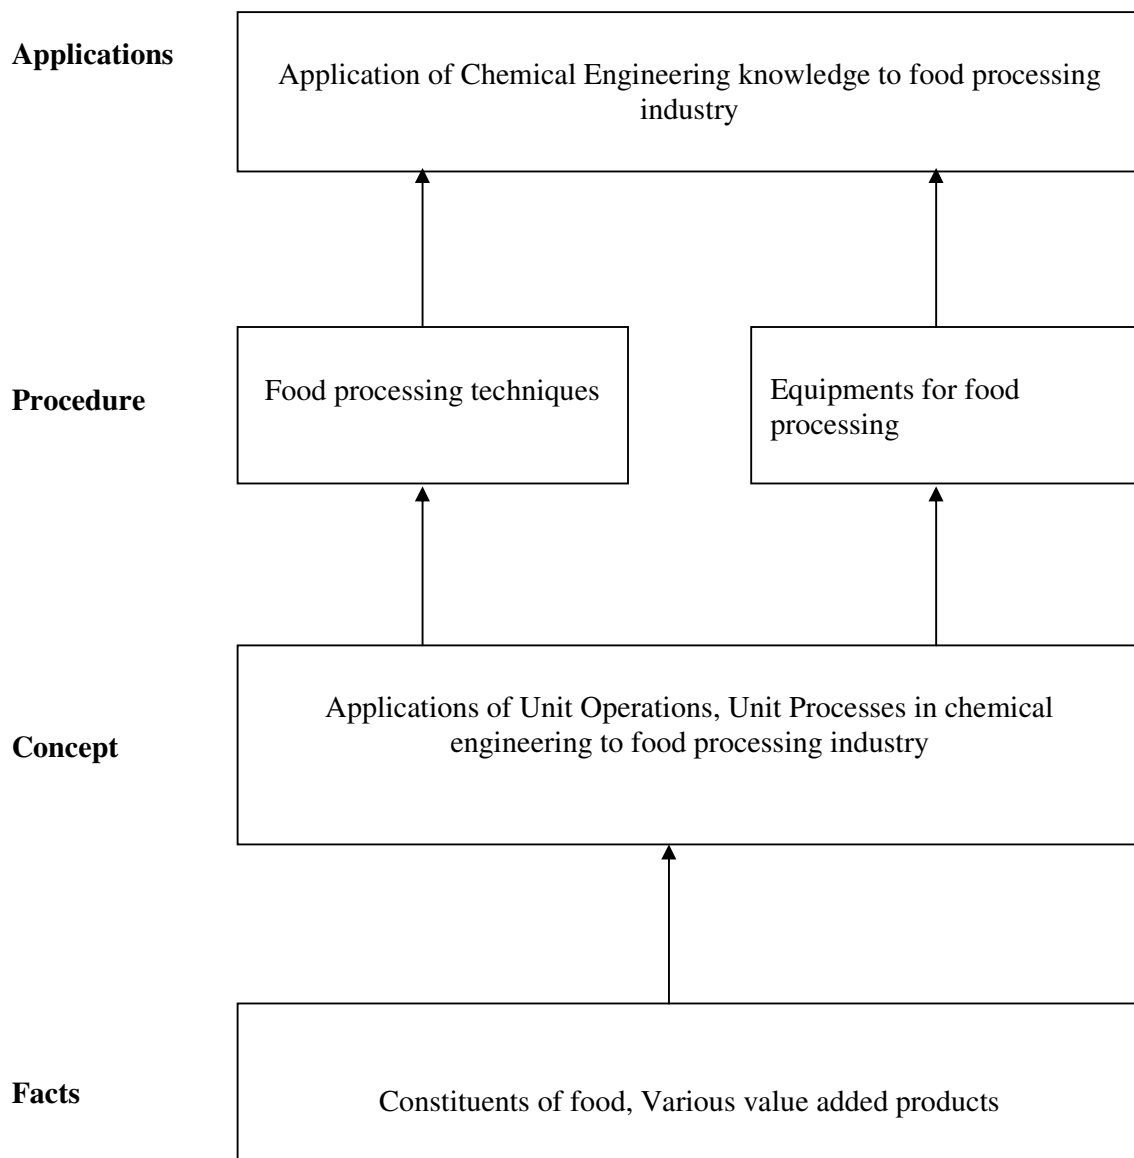 Applications
Application of Chemical Engineering knowledge to food processing
industry
Procedure
Food processing techniques
Equipments for food
processing
Concept
Applications of Unit Operations, Unit Processes in chemical
engineering to food processing industry
Facts
Constituents of food, Various value added products